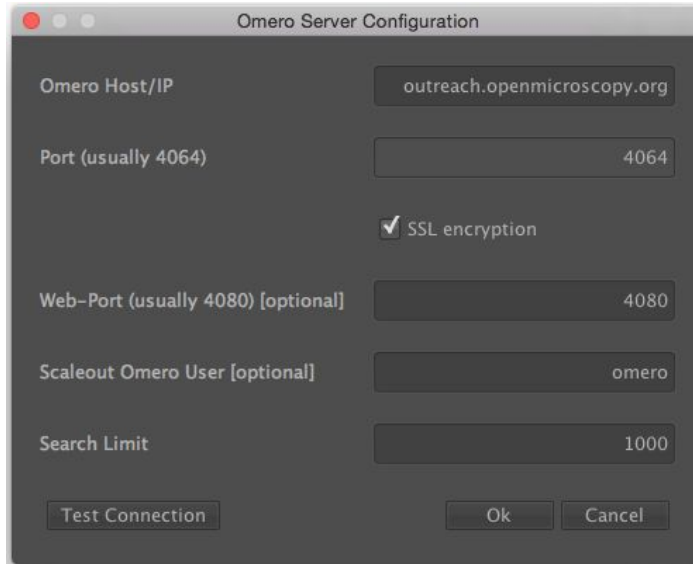 Omero Server Configuration
Omero Host/IP outreach.openmicroscopy.org
Port (usually 4064) 4064
SSL encryption
Web-Port (usually 4080) [optional] 4080
Scaleout Omero User [optional] omero
Search Limit 1000
Test Connection Ok Cancel